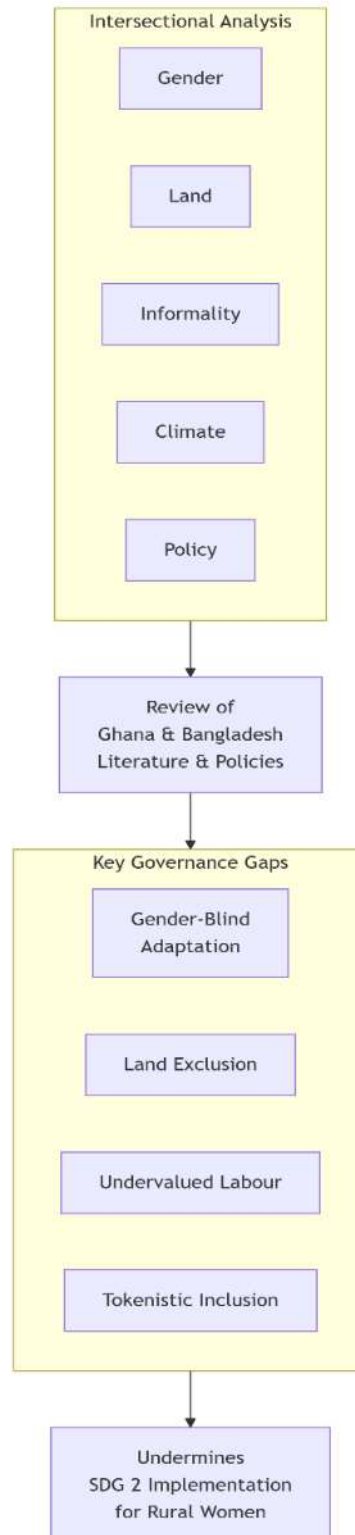 Intersectional Analysis
Gender
Land
Informality
Climate
Policy
Review of
Ghana & Bangladesh
Literature & Policies
Key Governance Gaps
Gender-Blind
Adaptation
Land Exclusion
Undervalued Labour
Tokenistic Inclusion
Undermines
SDG 2 Implementation
for Rural Women